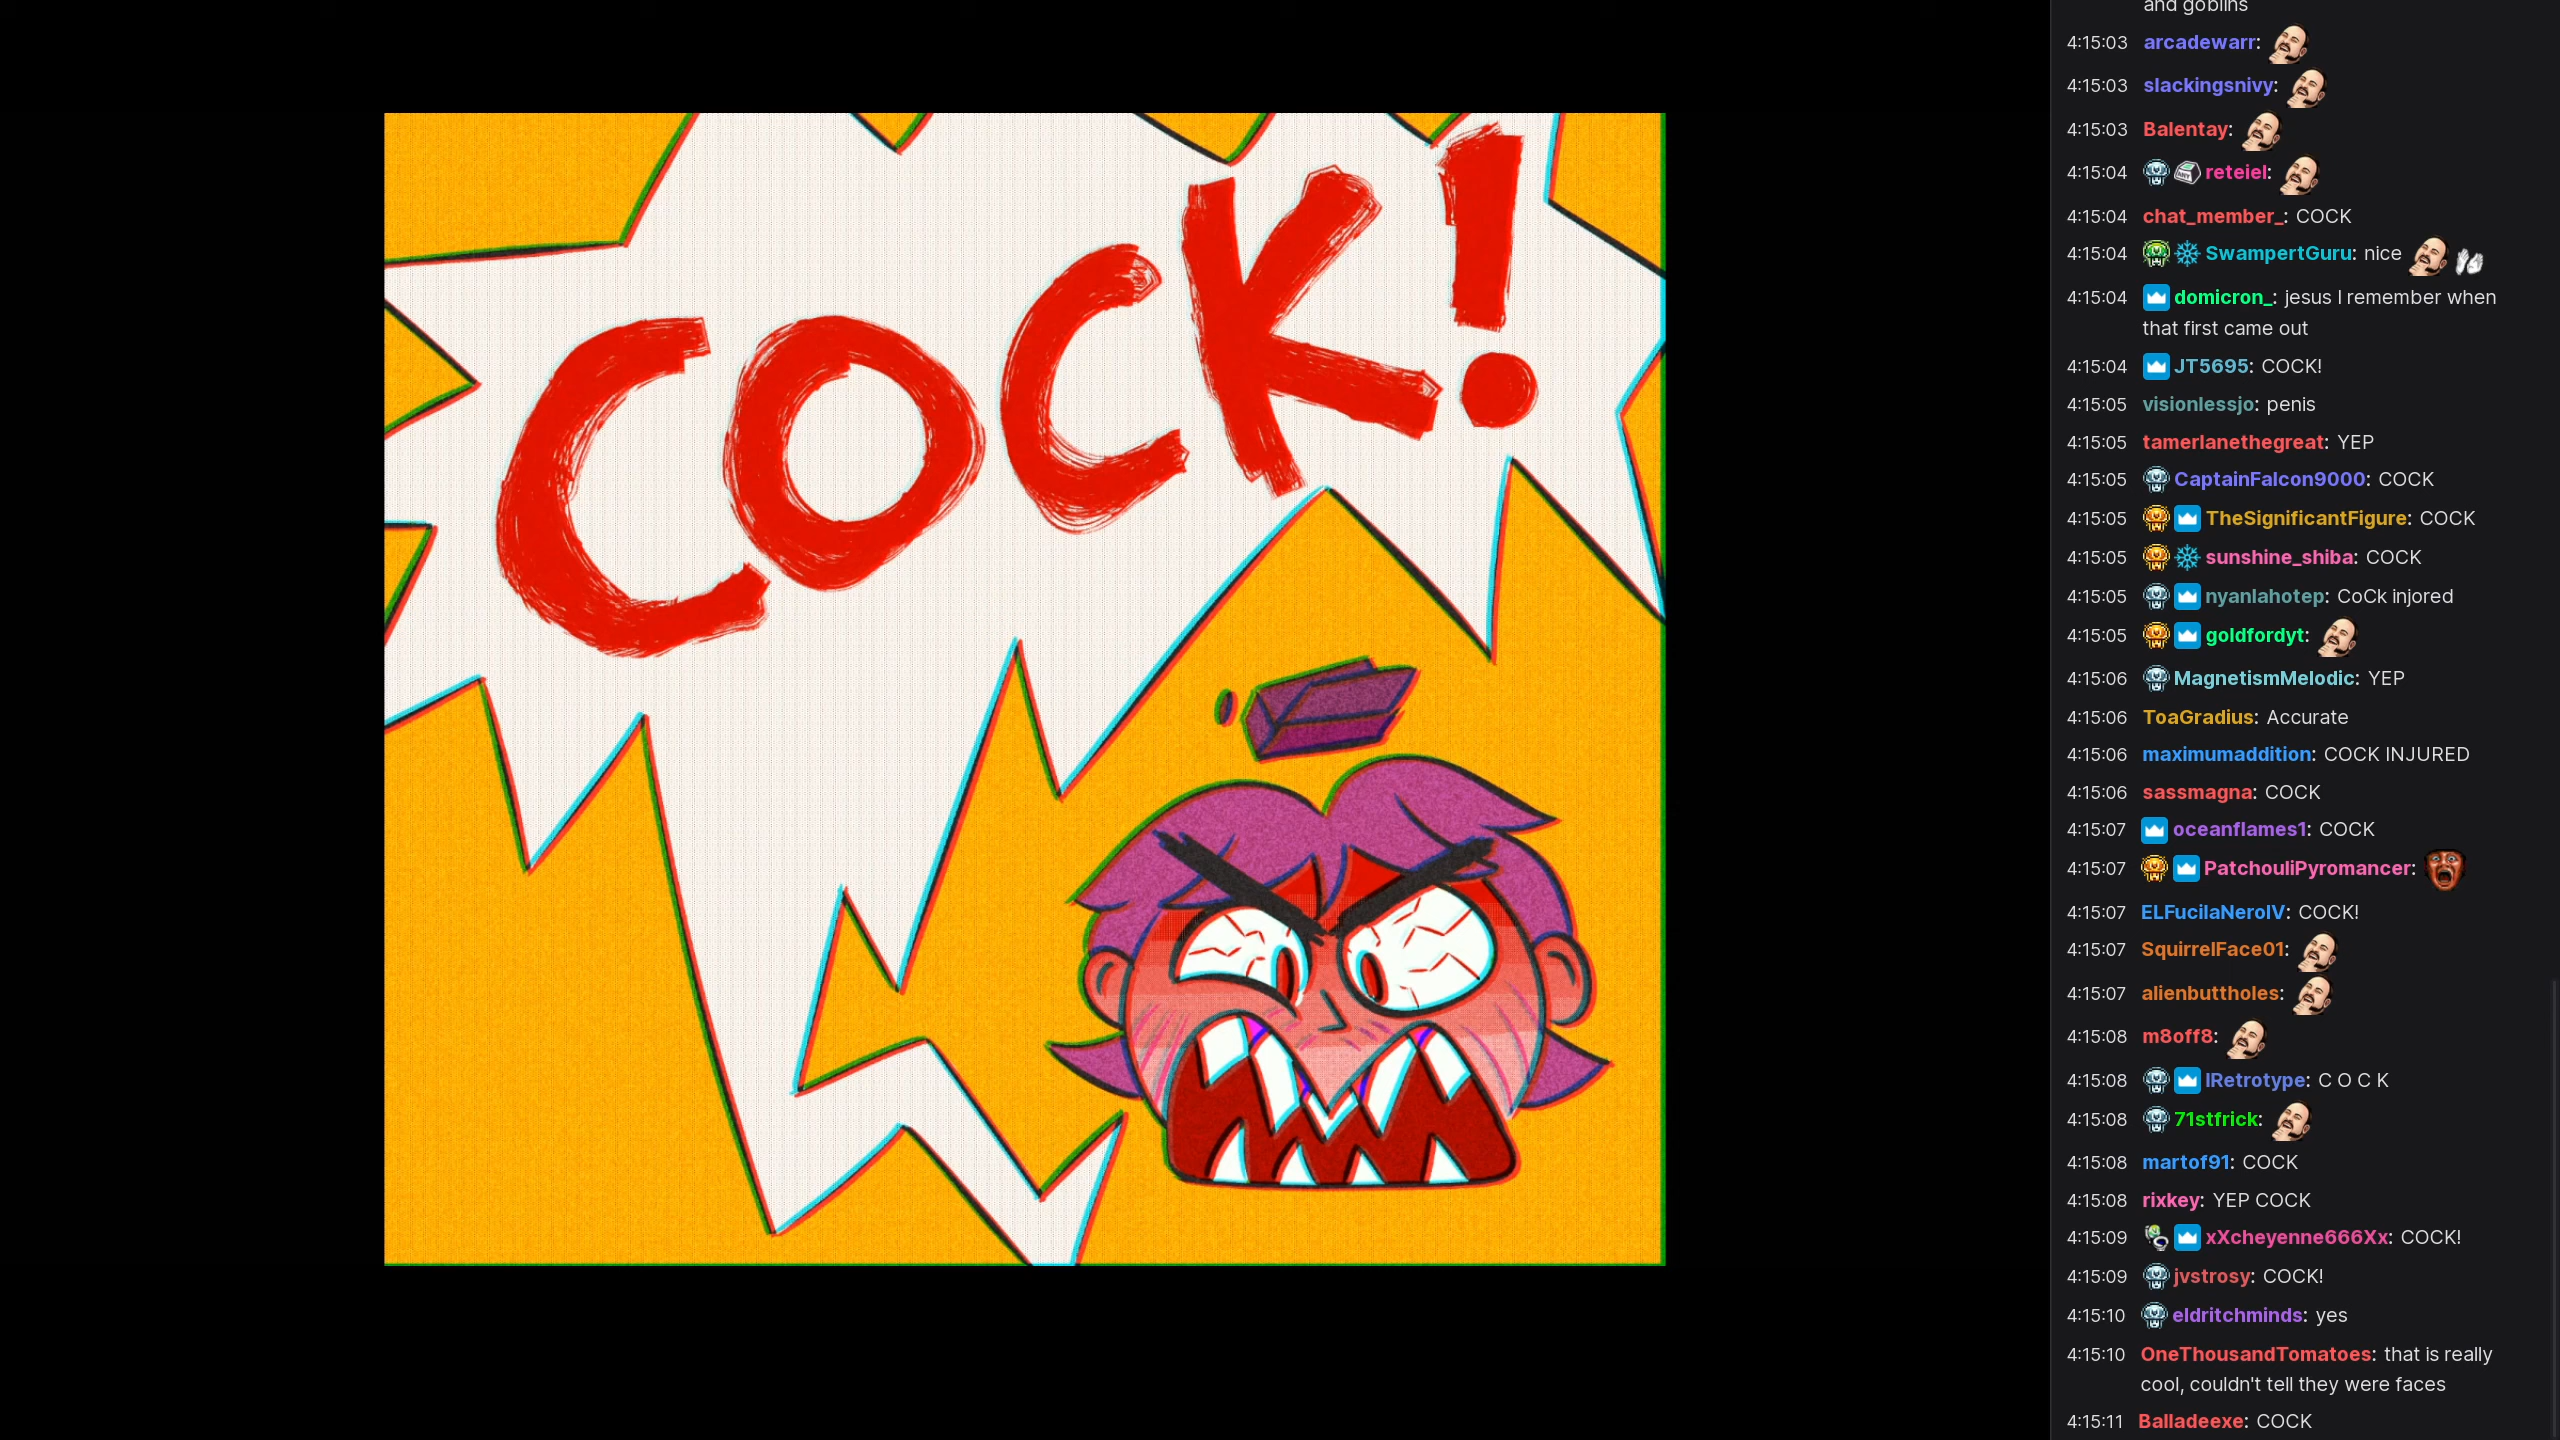 COCK!
and goblins
4:15:03 arcadewarr:
4:15:03 slackingsnivy:
4:15:03 Balentay:
4:15:04 reteiel:
4:15:04 chat_member_: COCK
4:15:04 SwampertGuru: nice
4:15:04 domicron_: jesus I remember when
that first came out
4:15:04 JT5695: COCK!
4:15:05 visionlessjo: penis
4:15:05 tamerlanethegreat: YEP
4:15:05 CaptainFalcon9000: COCK
4:15:05 TheSignificantFigure: COCK
4:15:05 sunshine_shiba: COCK
4:15:05 nyanlahotep: CoCk injored
4:15:05 goldfordyt:
4:15:06 MagnetismMelodic: YEP
4:15:06 ToaGradius: Accurate
4:15:06 maximumaddition: COCK INJURED
4:15:06 sassmagna: COCK
4:15:07 oceanflames1: COCK
4:15:07 PatchouliPyromancer:
4:15:07 ELFucilaNeroIV: COCK!
4:15:07 SquirrelFace01:
4:15:07 alienbuttholes:
4:15:08 m8off8:
4:15:08 IRetrotype: C O C K
4:15:08 71stfrick:
4:15:08 martof91: COCK
4:15:08 rixkey: YEP COCK
4:15:09 xXcheyenne666Xx: COCK!
4:15:09 jvstrosy: COCK!
4:15:10 eldritchminds: yes
4:15:10 OneThousandTomatoes: that is really
cool, couldn't tell they were faces
4:15:11 Balladeexe: COCK